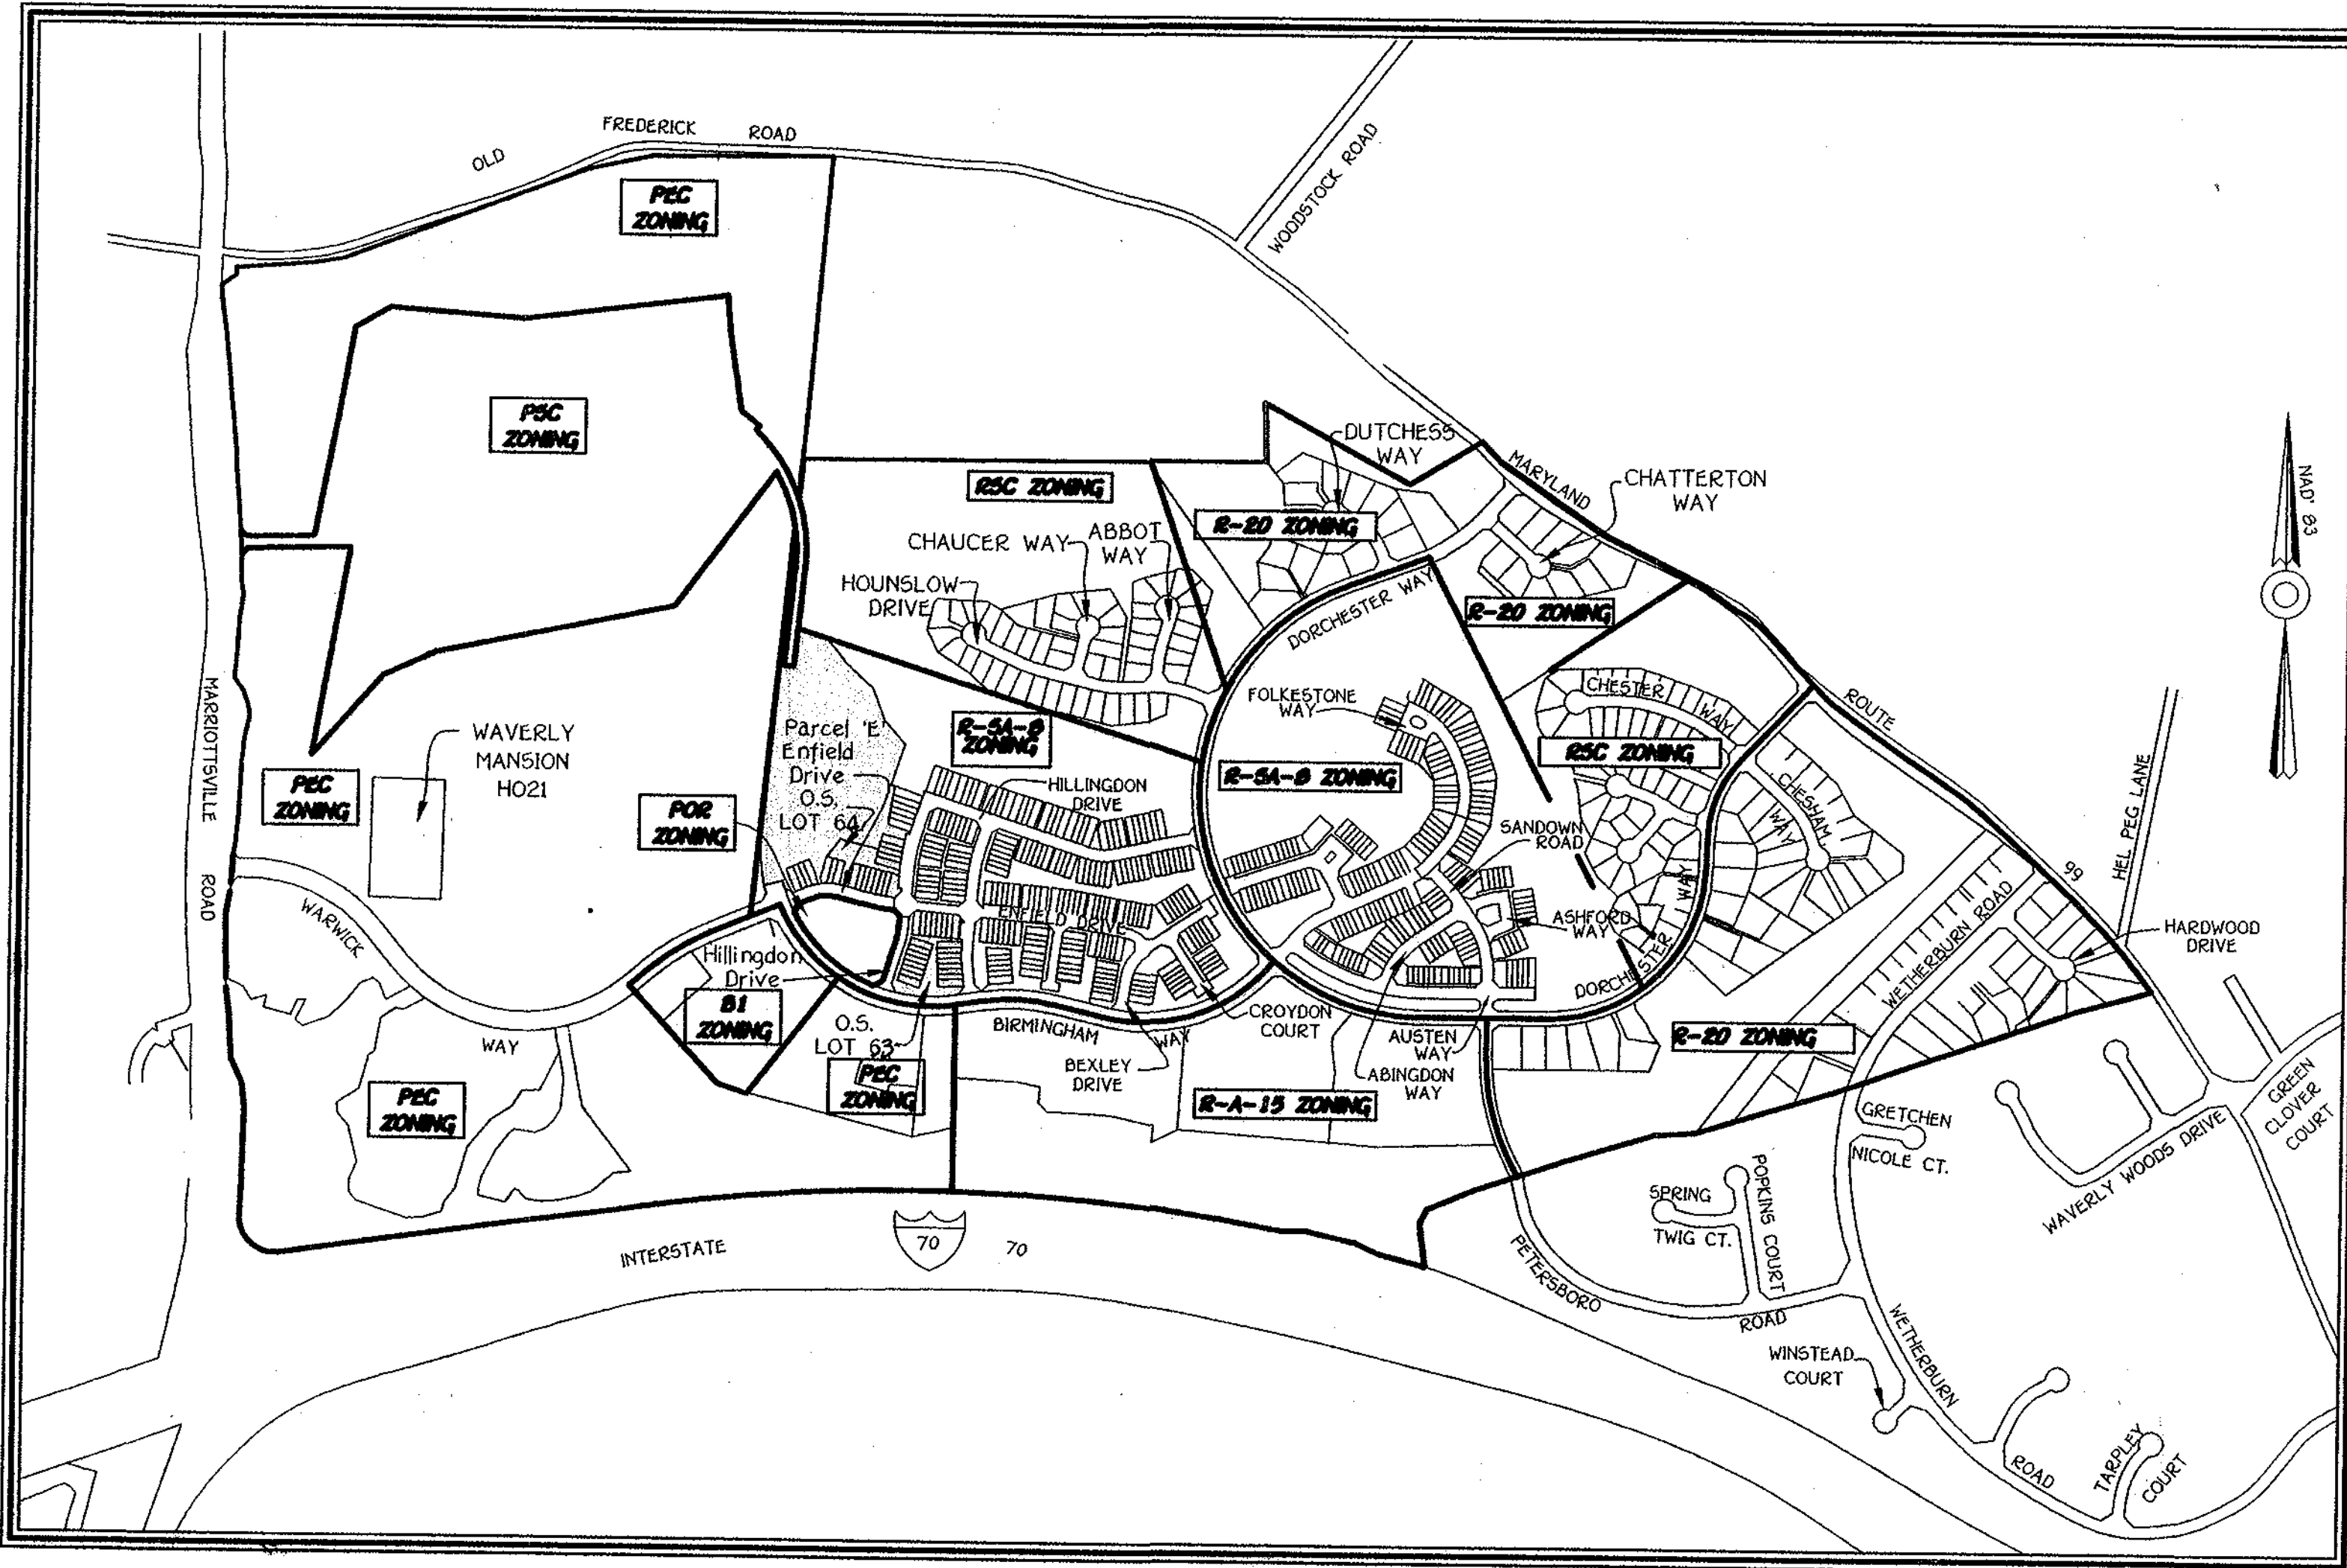 OLD FREDERICK ROAD
WOODSTOCK ROAD
PEC
ZONING
PSC
ZONING
DUTCHESS
WAY
MARYLAND
CHATTERTON
WAY
NAD' 83
RSC ZONING
R-20 ZONING
CHAUCER WAY
ABBOT
WAY
HOUNSLOW
DRIVE
DORCHESTER WAY
R-20 ZONING
MARRIOTTSVILLE ROAD
WAVERLY
MANSION
HO21
PEC
ZONING
POR
ZONING
Parcel 'E'
Enfield
Drive
O.S.
LOT 64
R-SA-8
ZONING
HILLINGDON
DRIVE
FOLKESTONE
WAY
R-SA-8 ZONING
CHESTER WAY
RSC ZONING
ROUTE
99
CHESHAM
WAY
HEL PEG LANE
SANDOWN
ROAD
ENFIELD DRIVE
ASHFORD
WAY
WETHERBURN ROAD
HARDWOOD
DRIVE
WARWICK
WAY
Hillingdon
Drive
B1
ZONING
O.S.
LOT 63
PEC
ZONING
BIRMINGHAM WAY
BEXLEY
DRIVE
CROYDON
COURT
DORCHESTER WAY
AUSTEN
WAY
ABINGDON
WAY
R-20 ZONING
PEC
ZONING
R-A-15 ZONING
GRETCHEN
NICOLE CT.
GREEN
CLOVER
COURT
WAVERLY WOODS DRIVE
SPRING
TWIG CT.
POPKINS COURT
INTERSTATE
70
70
PETERSBORO
ROAD
WINSTEAD
COURT
WETHERBURN
ROAD
TARPLEY
COURT